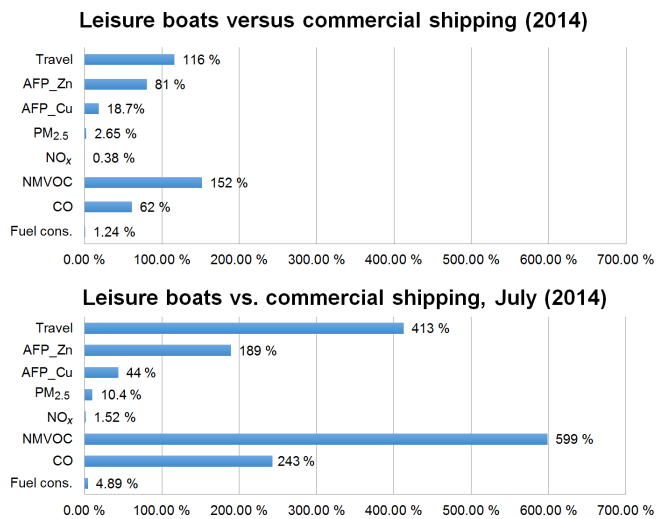 Leisure boats versus commercial shipping (2014)
Travel 116 %
AFP_Zn 81 %
AFP_Cu 18.7%
PM2.5 2.65 %
NOx 0.38 %
NMVOC 152 %
CO 62 %
Fuel cons. 1.24 %
0.00 % 100.00 % 200.00 % 300.00 % 400.00 % 500.00 % 600.00 % 700.00 %
Leisure boats vs. commercial shipping, July (2014)
Travel 413 %
AFP_Zn 189 %
AFP_Cu 44 %
PM2.5 10.4 %
NOx 1.52 %
NMVOC 599 %
CO 243 %
Fuel cons. 4.89 %
0.00 % 100.00 % 200.00 % 300.00 % 400.00 % 500.00 % 600.00 % 700.00 %